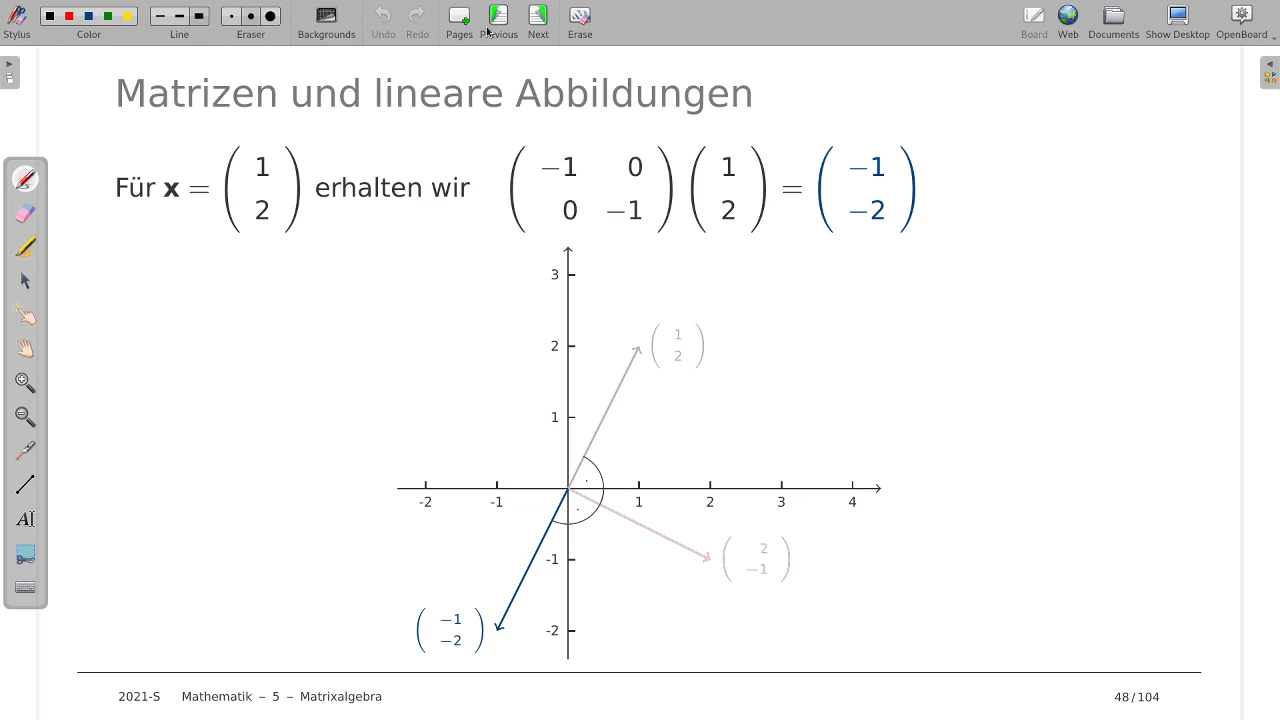 Stylus Color Line Eraser Backgrounds Undo Redo Pages Previous Next Erase Board Web Documents Show Desktop OpenBoard
Matrizen und lineare Abbildungen
Für x = ( 1 2 ) erhalten wir ( −1 0 0 −1 ) ( 1 2 ) = ( −1 −2 )
3
2
1
-1
-2
-2 -1 1 2 3 4
( 1 2 )
( 2 −1 )
( −1 −2 )
2021-S Mathematik – 5 – Matrixalgebra 48/104